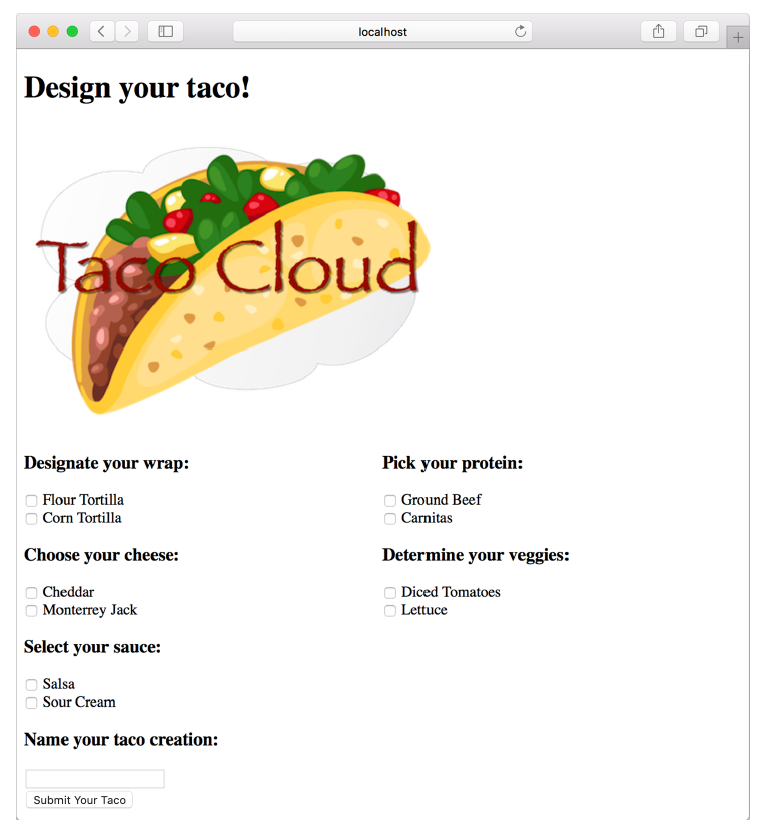 localhost
Design your taco!
Taco Cloud
Designate your wrap:
Flour Tortilla
Corn Tortilla
Pick your protein:
Ground Beef
Carnitas
Choose your cheese:
Cheddar
Monterrey Jack
Determine your veggies:
Diced Tomatoes
Lettuce
Select your sauce:
Salsa
Sour Cream
Name your taco creation:
Submit Your Taco